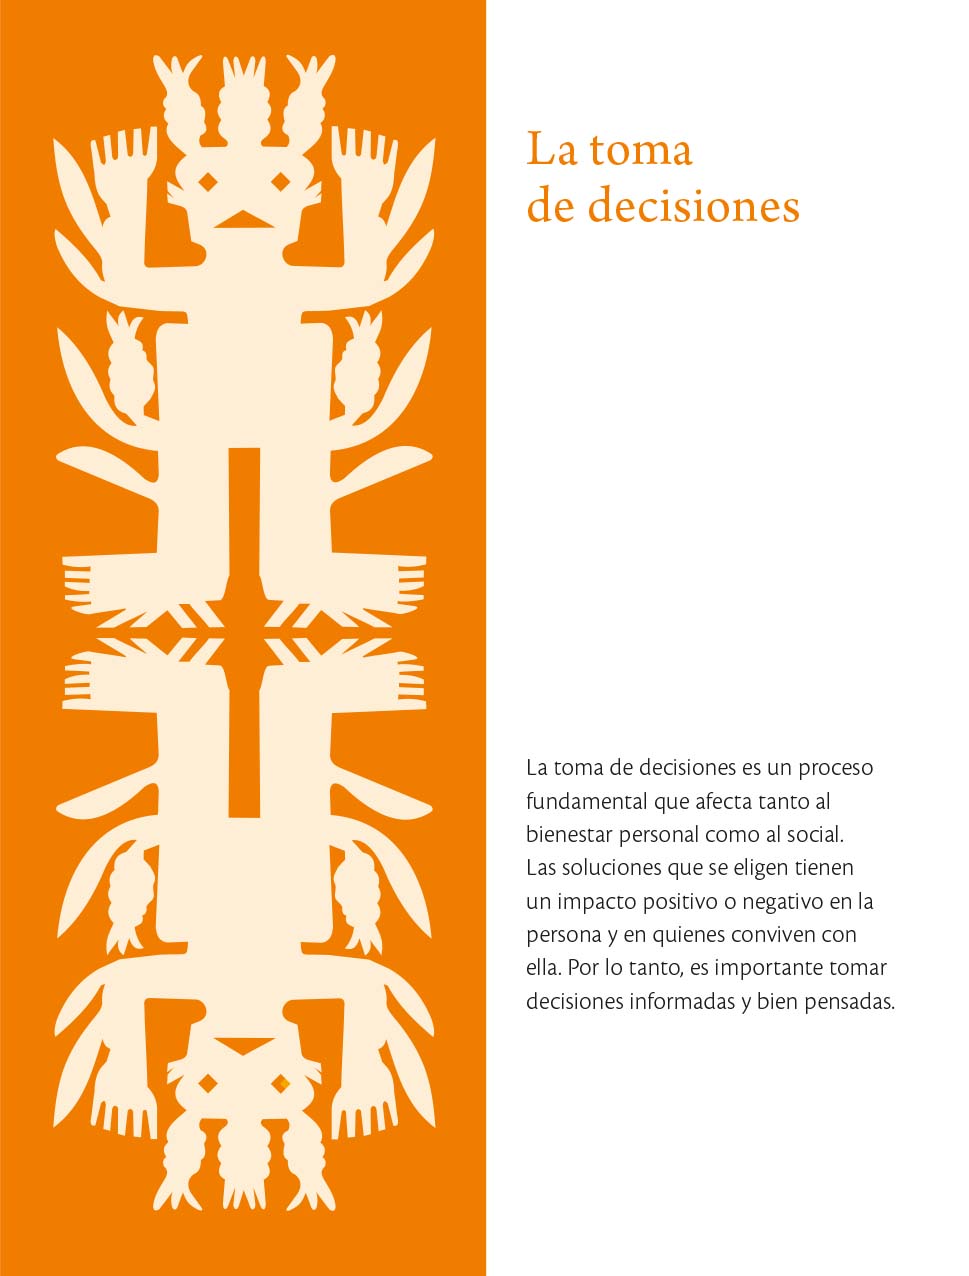 La toma
de decisiones
La toma de decisiones es un proceso
fundamental que afecta tanto al
bienestar personal como al social.
Las soluciones que se eligen tienen
un impacto positivo o negativo en la
persona y en quienes conviven con
ella. Por lo tanto, es importante tomar
decisiones informadas y bien pensadas.